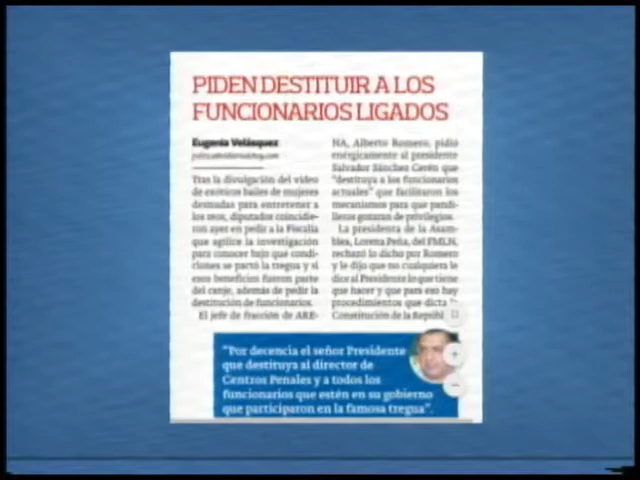 PIDEN DESTITUIR A LOS
FUNCIONARIOS LIGADOS
Eugenia Velásquez
Tras la divulgación del video
de exóticos bailes de mujeres
desnudas para entretener a
los reos, diputados coincidie-
ron ayer en pedir a la Fiscalía
que agilice la investigación
para conocer bajo qué condi-
ciones se pactó la tregua y si
esos beneficios fueron parte
del canje, además de pedir la
destitución de funcionarios.
El jefe de fracción de ARE-
NA, Alberto Romero, pidió
enérgicamente al presidente
Salvador Sánchez Cerén que
"destituya a los funcionarios
actuales" que facilitaron los
mecanismos para que pandi-
lleros gozaran de privilegios.
La presidenta de la Asam-
blea, Lorena Peña, del FMLN,
rechazó lo dicho por Romero
y le dijo que no cualquiera le
dice al Presidente lo que tiene
que hacer y que para eso hay
procedimientos que dicta
Constitución de la Repúbl
"Por decencia el señor Presidente
que destituya al director de
Centros Penales y a todos los
funcionarios que estén en su gobierno
que participaron en la famosa tregua".